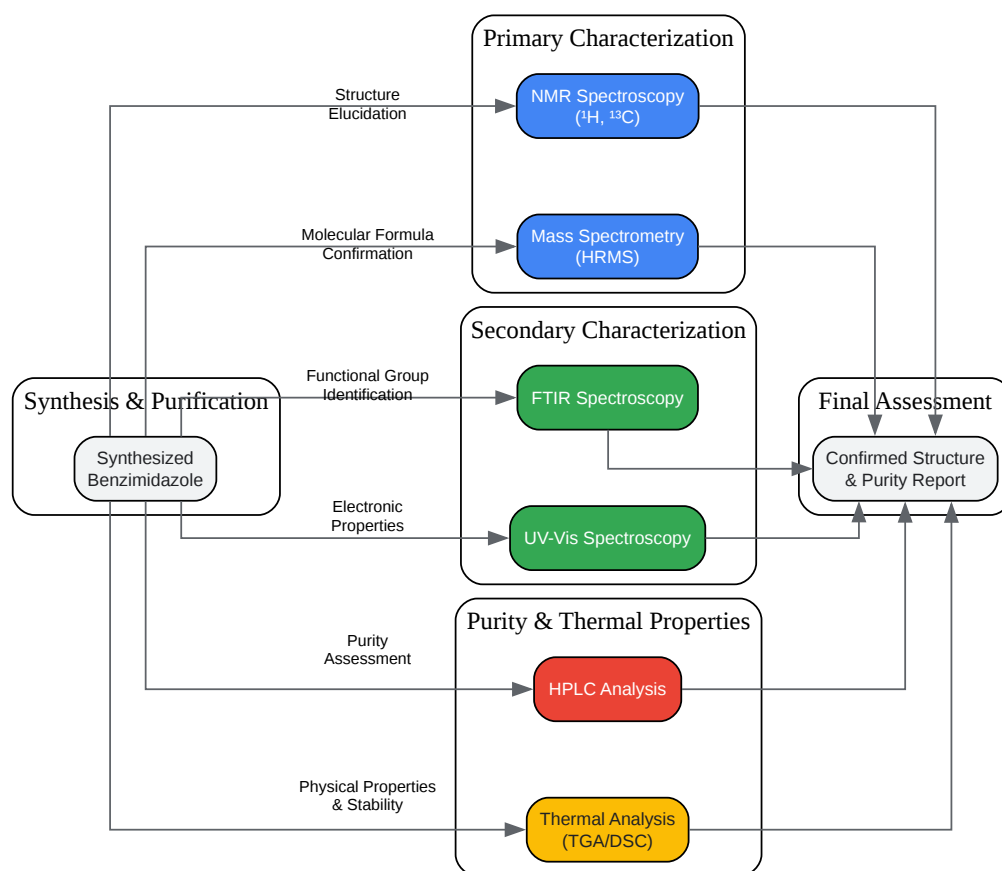 Primary Characterization
Structure
Elucidation
NMR Spectroscopy
(¹H, ¹³C)
Molecular Formula
Confirmation
Mass Spectrometry
(HRMS)
Secondary Characterization
Functional Group
Identification
FTIR Spectroscopy
Synthesis & Purification
Synthesized
Benzimidazole
Final Assessment
Confirmed Structure
& Purity Report
Electronic
Properties
UV-Vis Spectroscopy
Purity & Thermal Properties
Purity
Assessment
HPLC Analysis
Physical Properties
& Stability
Thermal Analysis
(TGA/DSC)